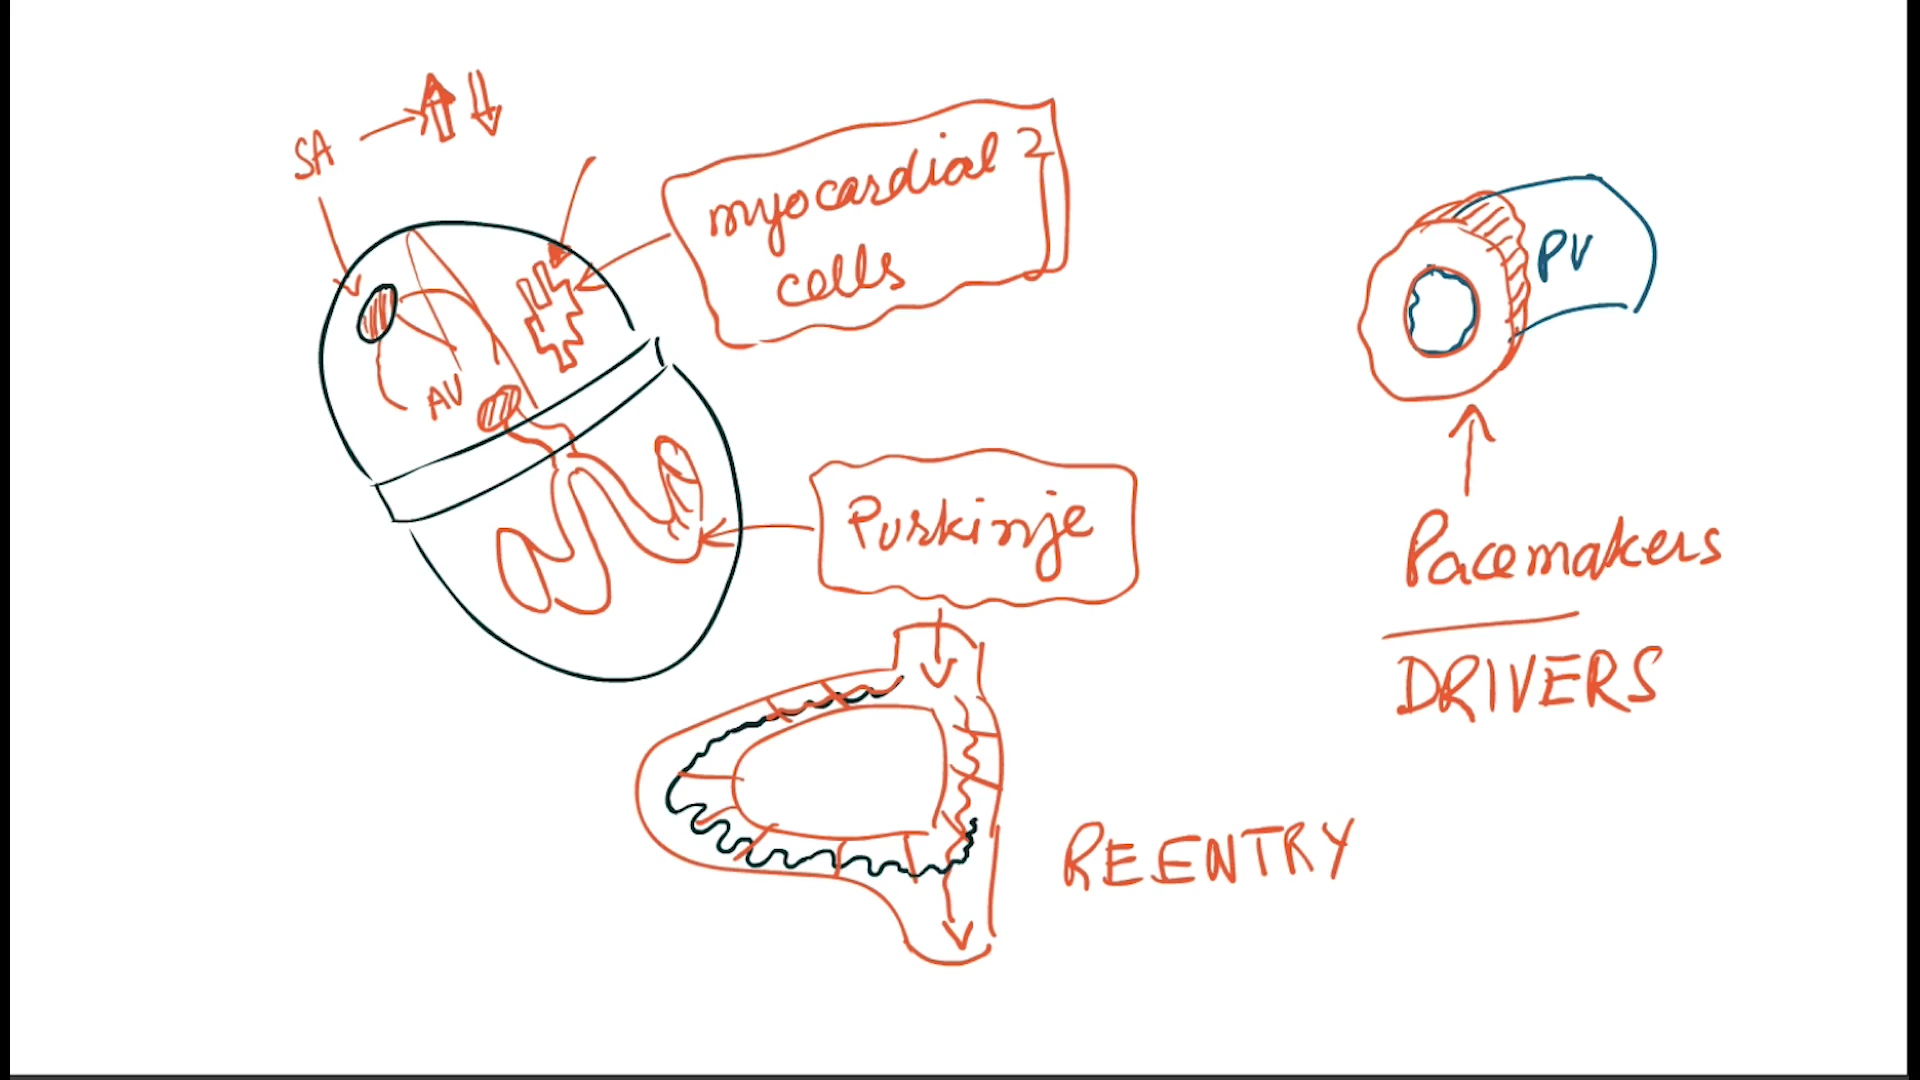 SA
myocardial 2
cells
AV
PV
Purkinje
Pacemakers
DRIVERS
REENTRY